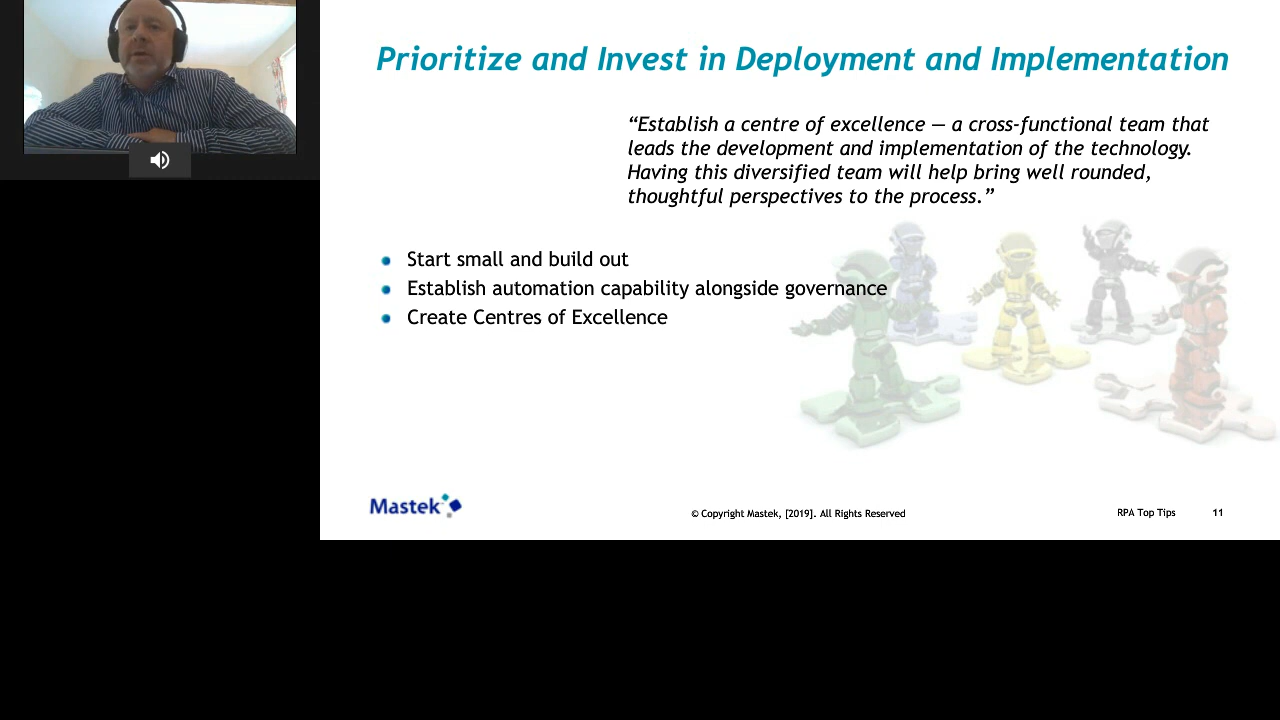 Prioritize and Invest in Deployment and Implementation
“Establish a centre of excellence — a cross-functional team that
leads the development and implementation of the technology.
Having this diversified team will help bring well rounded,
thoughtful perspectives to the process.”
Start small and build out
Establish automation capability alongside governance
Create Centres of Excellence
Mastek
© Copyright Mastek, [2019]. All Rights Reserved
RPA Top Tips
11